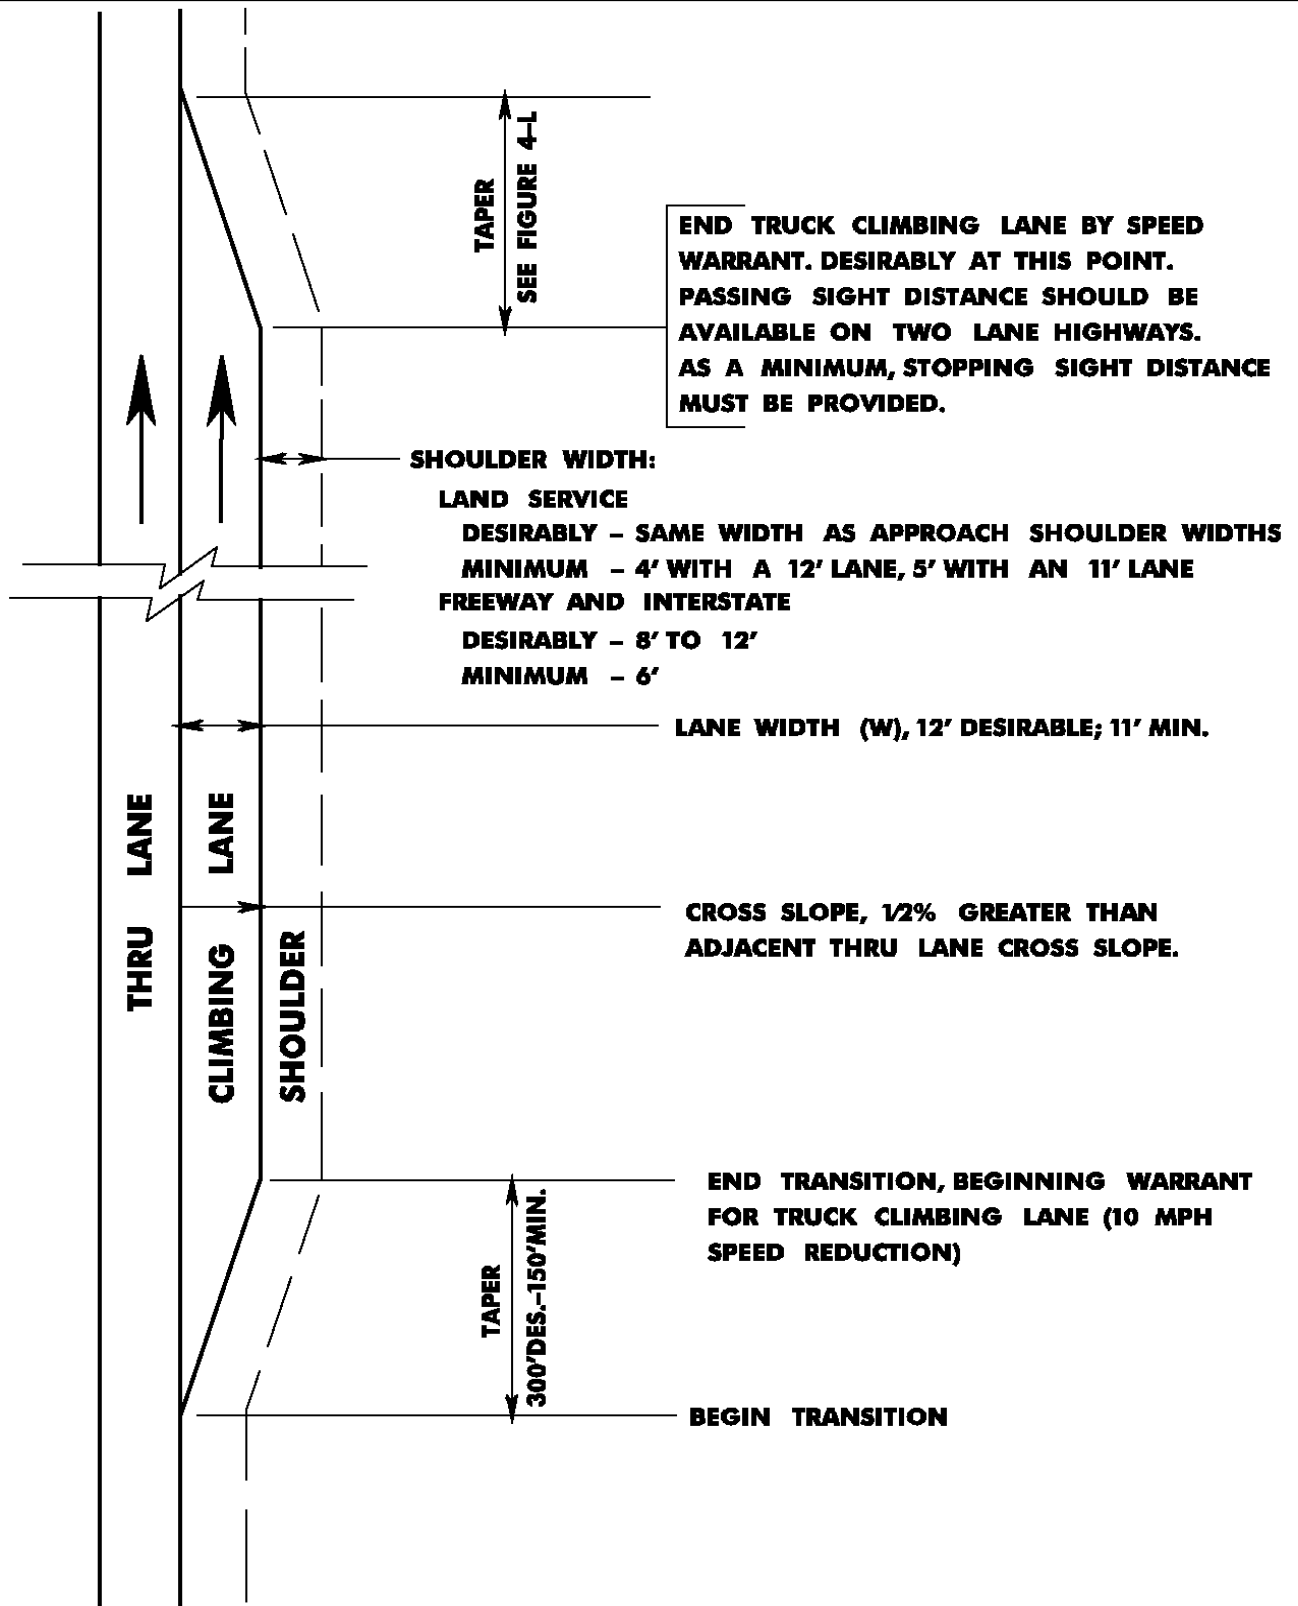 TAPER
SEE FIGURE 4-L
END TRUCK CLIMBING LANE BY SPEED
WARRANT. DESIRABLY AT THIS POINT.
PASSING SIGHT DISTANCE SHOULD BE
AVAILABLE ON TWO LANE HIGHWAYS.
AS A MINIMUM, STOPPING SIGHT DISTANCE
MUST BE PROVIDED.
SHOULDER WIDTH:
LAND SERVICE
DESIRABLY - SAME WIDTH AS APPROACH SHOULDER WIDTHS
MINIMUM - 4' WITH A 12' LANE, 5' WITH AN 11' LANE
FREEWAY AND INTERSTATE
DESIRABLY - 8' TO 12'
MINIMUM - 6'
LANE WIDTH (W), 12' DESIRABLE; 11' MIN.
THRU LANE
CLIMBING LANE
SHOULDER
CROSS SLOPE, 1/2% GREATER THAN
ADJACENT THRU LANE CROSS SLOPE.
END TRANSITION, BEGINNING WARRANT
FOR TRUCK CLIMBING LANE (10 MPH
SPEED REDUCTION)
TAPER
300'DES.-150'MIN.
BEGIN TRANSITION